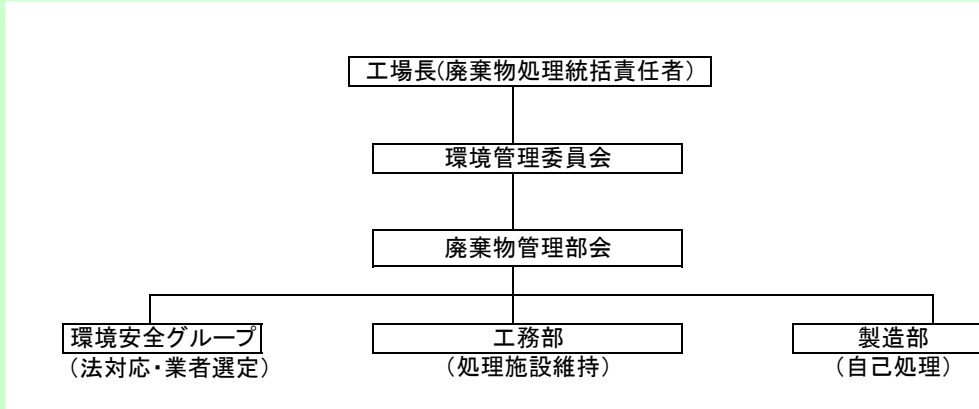 工場長(廃棄物処理統括責任者)
環境管理委員会
廃棄物管理部会
環境安全グループ
工務部
製造部
(法対応・業者選定)
(処理施設維持)
(自己処理)